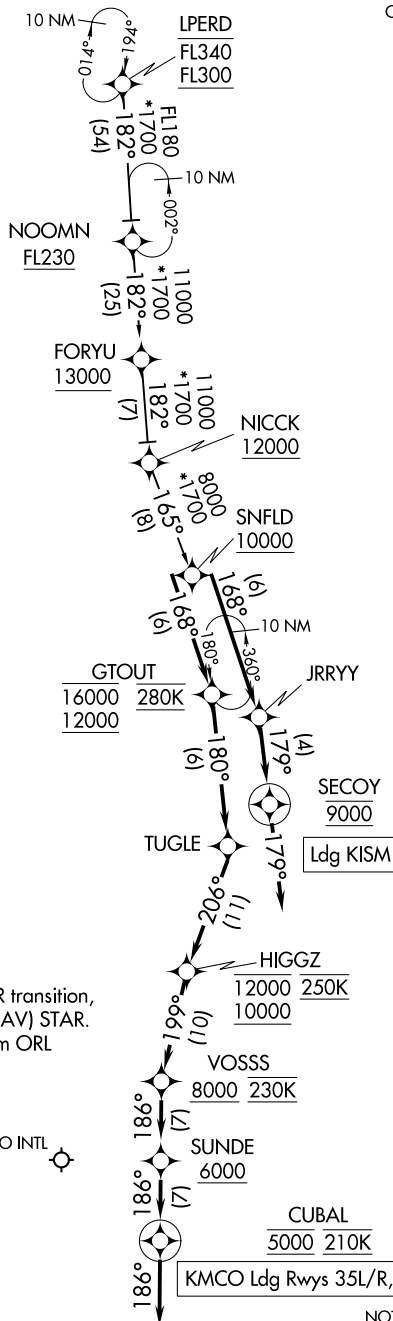 C
10 NM
014°
194°
LPERD
FL340
FL300
FL180
*1700
182°
(54)
10 NM
002°
NOOMN
FL230
11000
*1700
182°
(25)
FORYU
13000
11000
*1700
182°
(7)
NICCK
12000
8000
*1700
165°
(8)
SNFLD
10000
168°
(6)
168°
(6)
10 NM
180°
360°
GTOUT
16000 280K
12000
JRRYY
179°
(4)
180°
(6)
SECOY
9000
179°
Ldg KISM
TUGLE
206°
(11)
HIGGZ
12000 250K
10000
R transition,
AV) STAR.
m ORL
199°
(10)
VOSSS
8000 230K
186°
(7)
SUNDE
6000
O INTL
186°
(7)
CUBAL
5000 210K
KMCO Ldg Rwys 35L/R,
186°
NOT